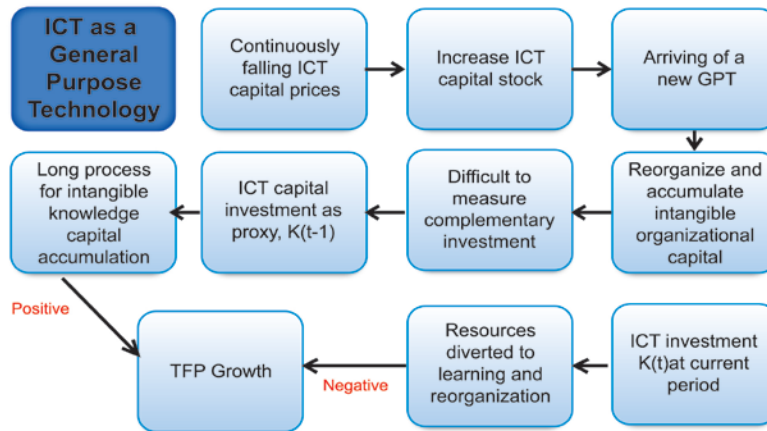 ICT as a
General
Purpose
Technology
Continuously
falling ICT
capital prices
Increase ICT
capital stock
Arriving of a
new GPT
Long process
for intangible
knowledge
capital
accumulation
ICT capital
investment as
proxy, K(t-1)
Difficult to
measure
complementary
investment
Reorganize and
accumulate
intangible
organizational
capital
Positive
TFP Growth
Negative
Resources
diverted to
learning and
reorganization
ICT investment
K(t)at current
period